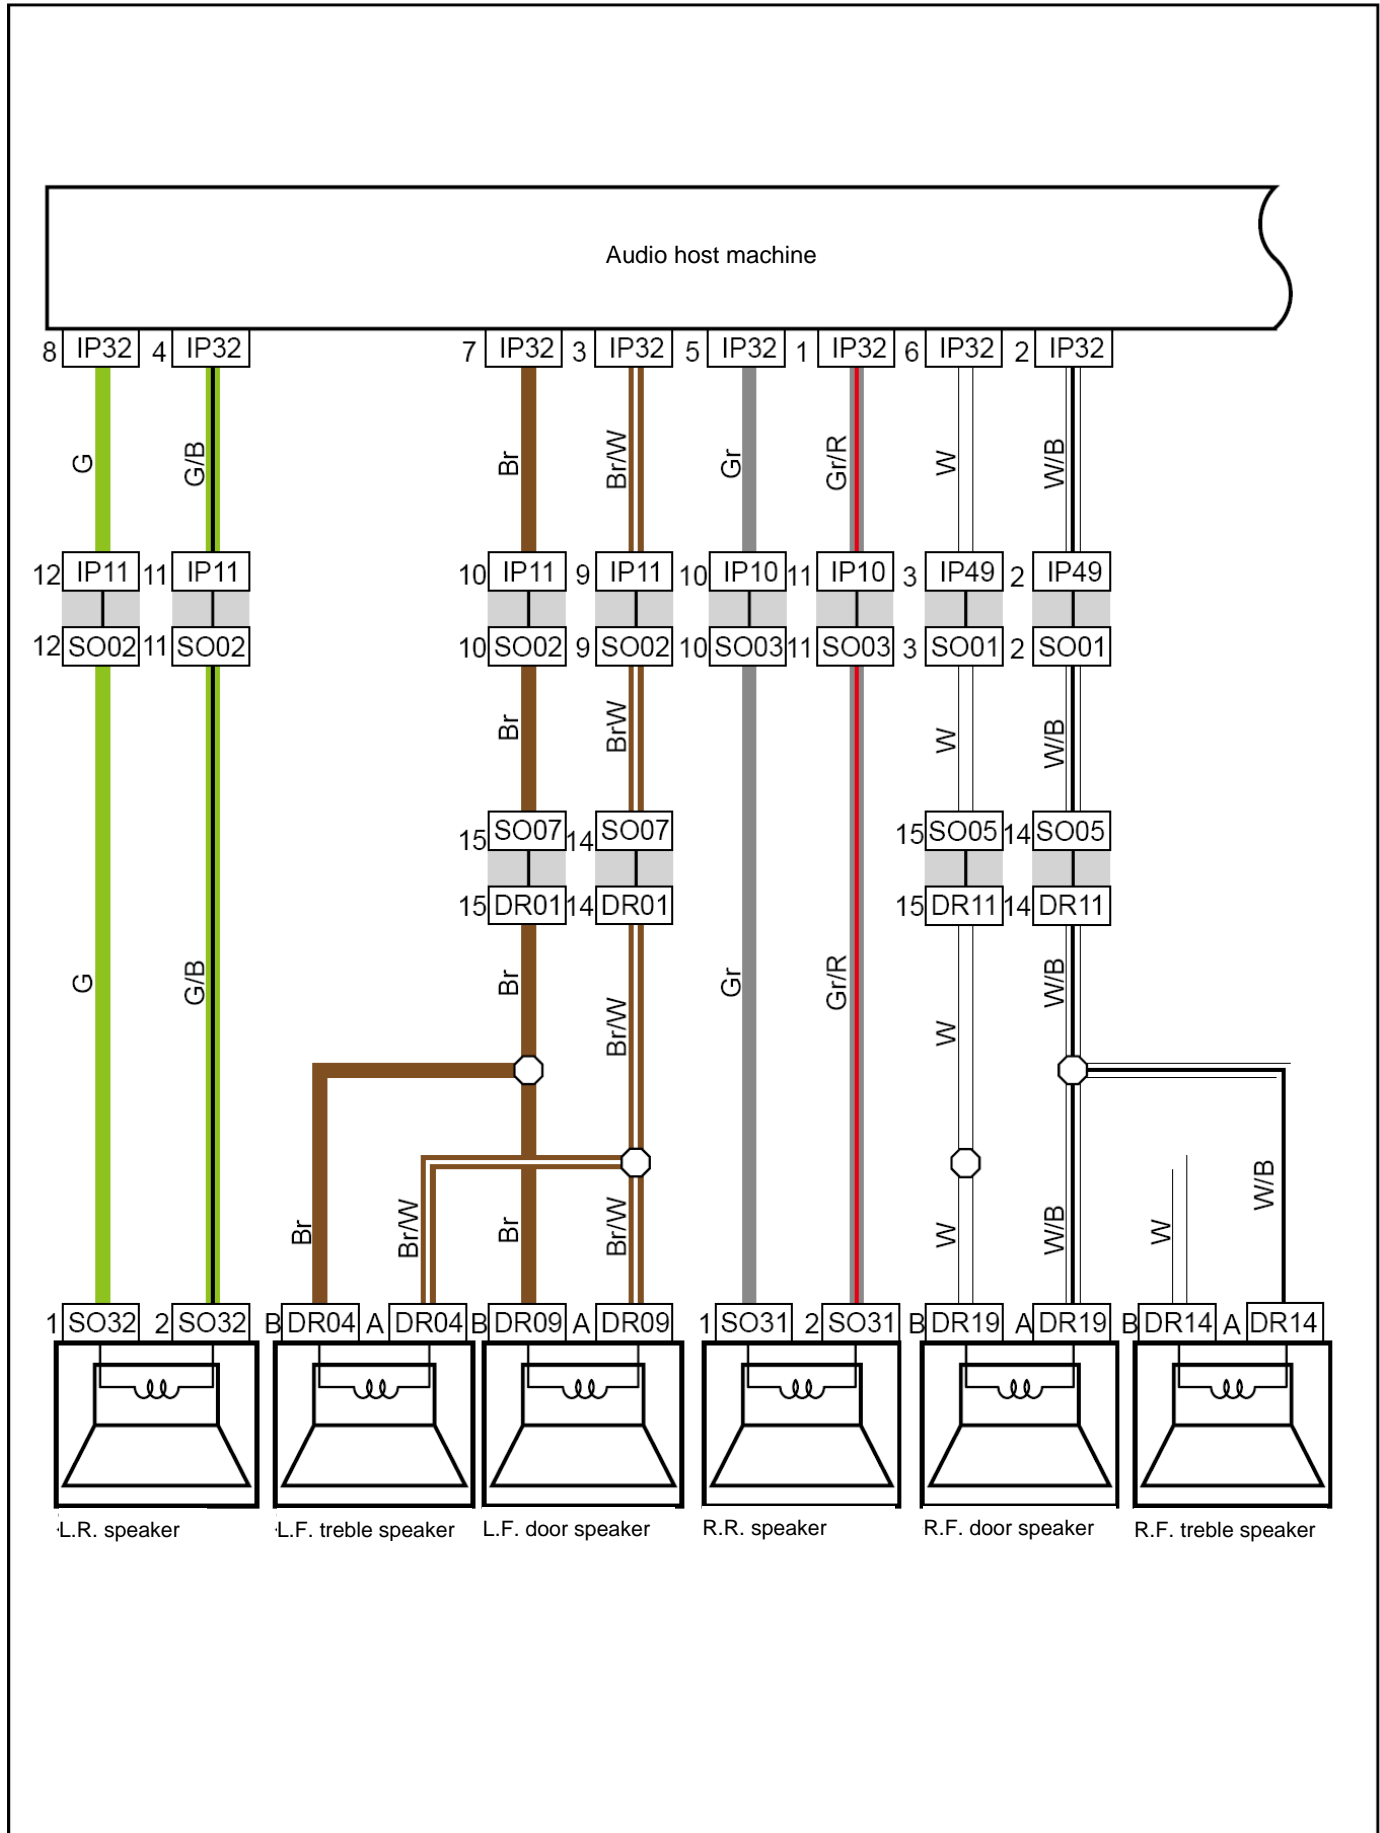 Audio host machine
8 IP32 4 IP32 7 IP32 3 IP32 5 IP32 1 IP32 6 IP32 2 IP32
G G/B Br Br/W Gr Gr/R W W/B
12 IP11 11 IP11 10 IP11 9 IP11 10 IP10 11 IP10 3 IP49 2 IP49
12 SO02 11 SO02 10 SO02 9 SO02 10 SO03 11 SO03 3 SO01 2 SO01
Br Br/W W W/B
15 SO07 14 SO07 15 SO05 14 SO05
15 DR01 14 DR01 15 DR11 14 DR11
G G/B Br Br/W Gr Gr/R W W/B
Br Br/W Br Br/W W W/B W W/B
1 SO32 2 SO32 B DR04 A DR04 B DR09 A DR09 1 SO31 2 SO31 B DR19 A DR19 B DR14 A DR14
L.R. speaker L.F. treble speaker L.F. door speaker R.R. speaker R.F. door speaker R.F. treble speaker